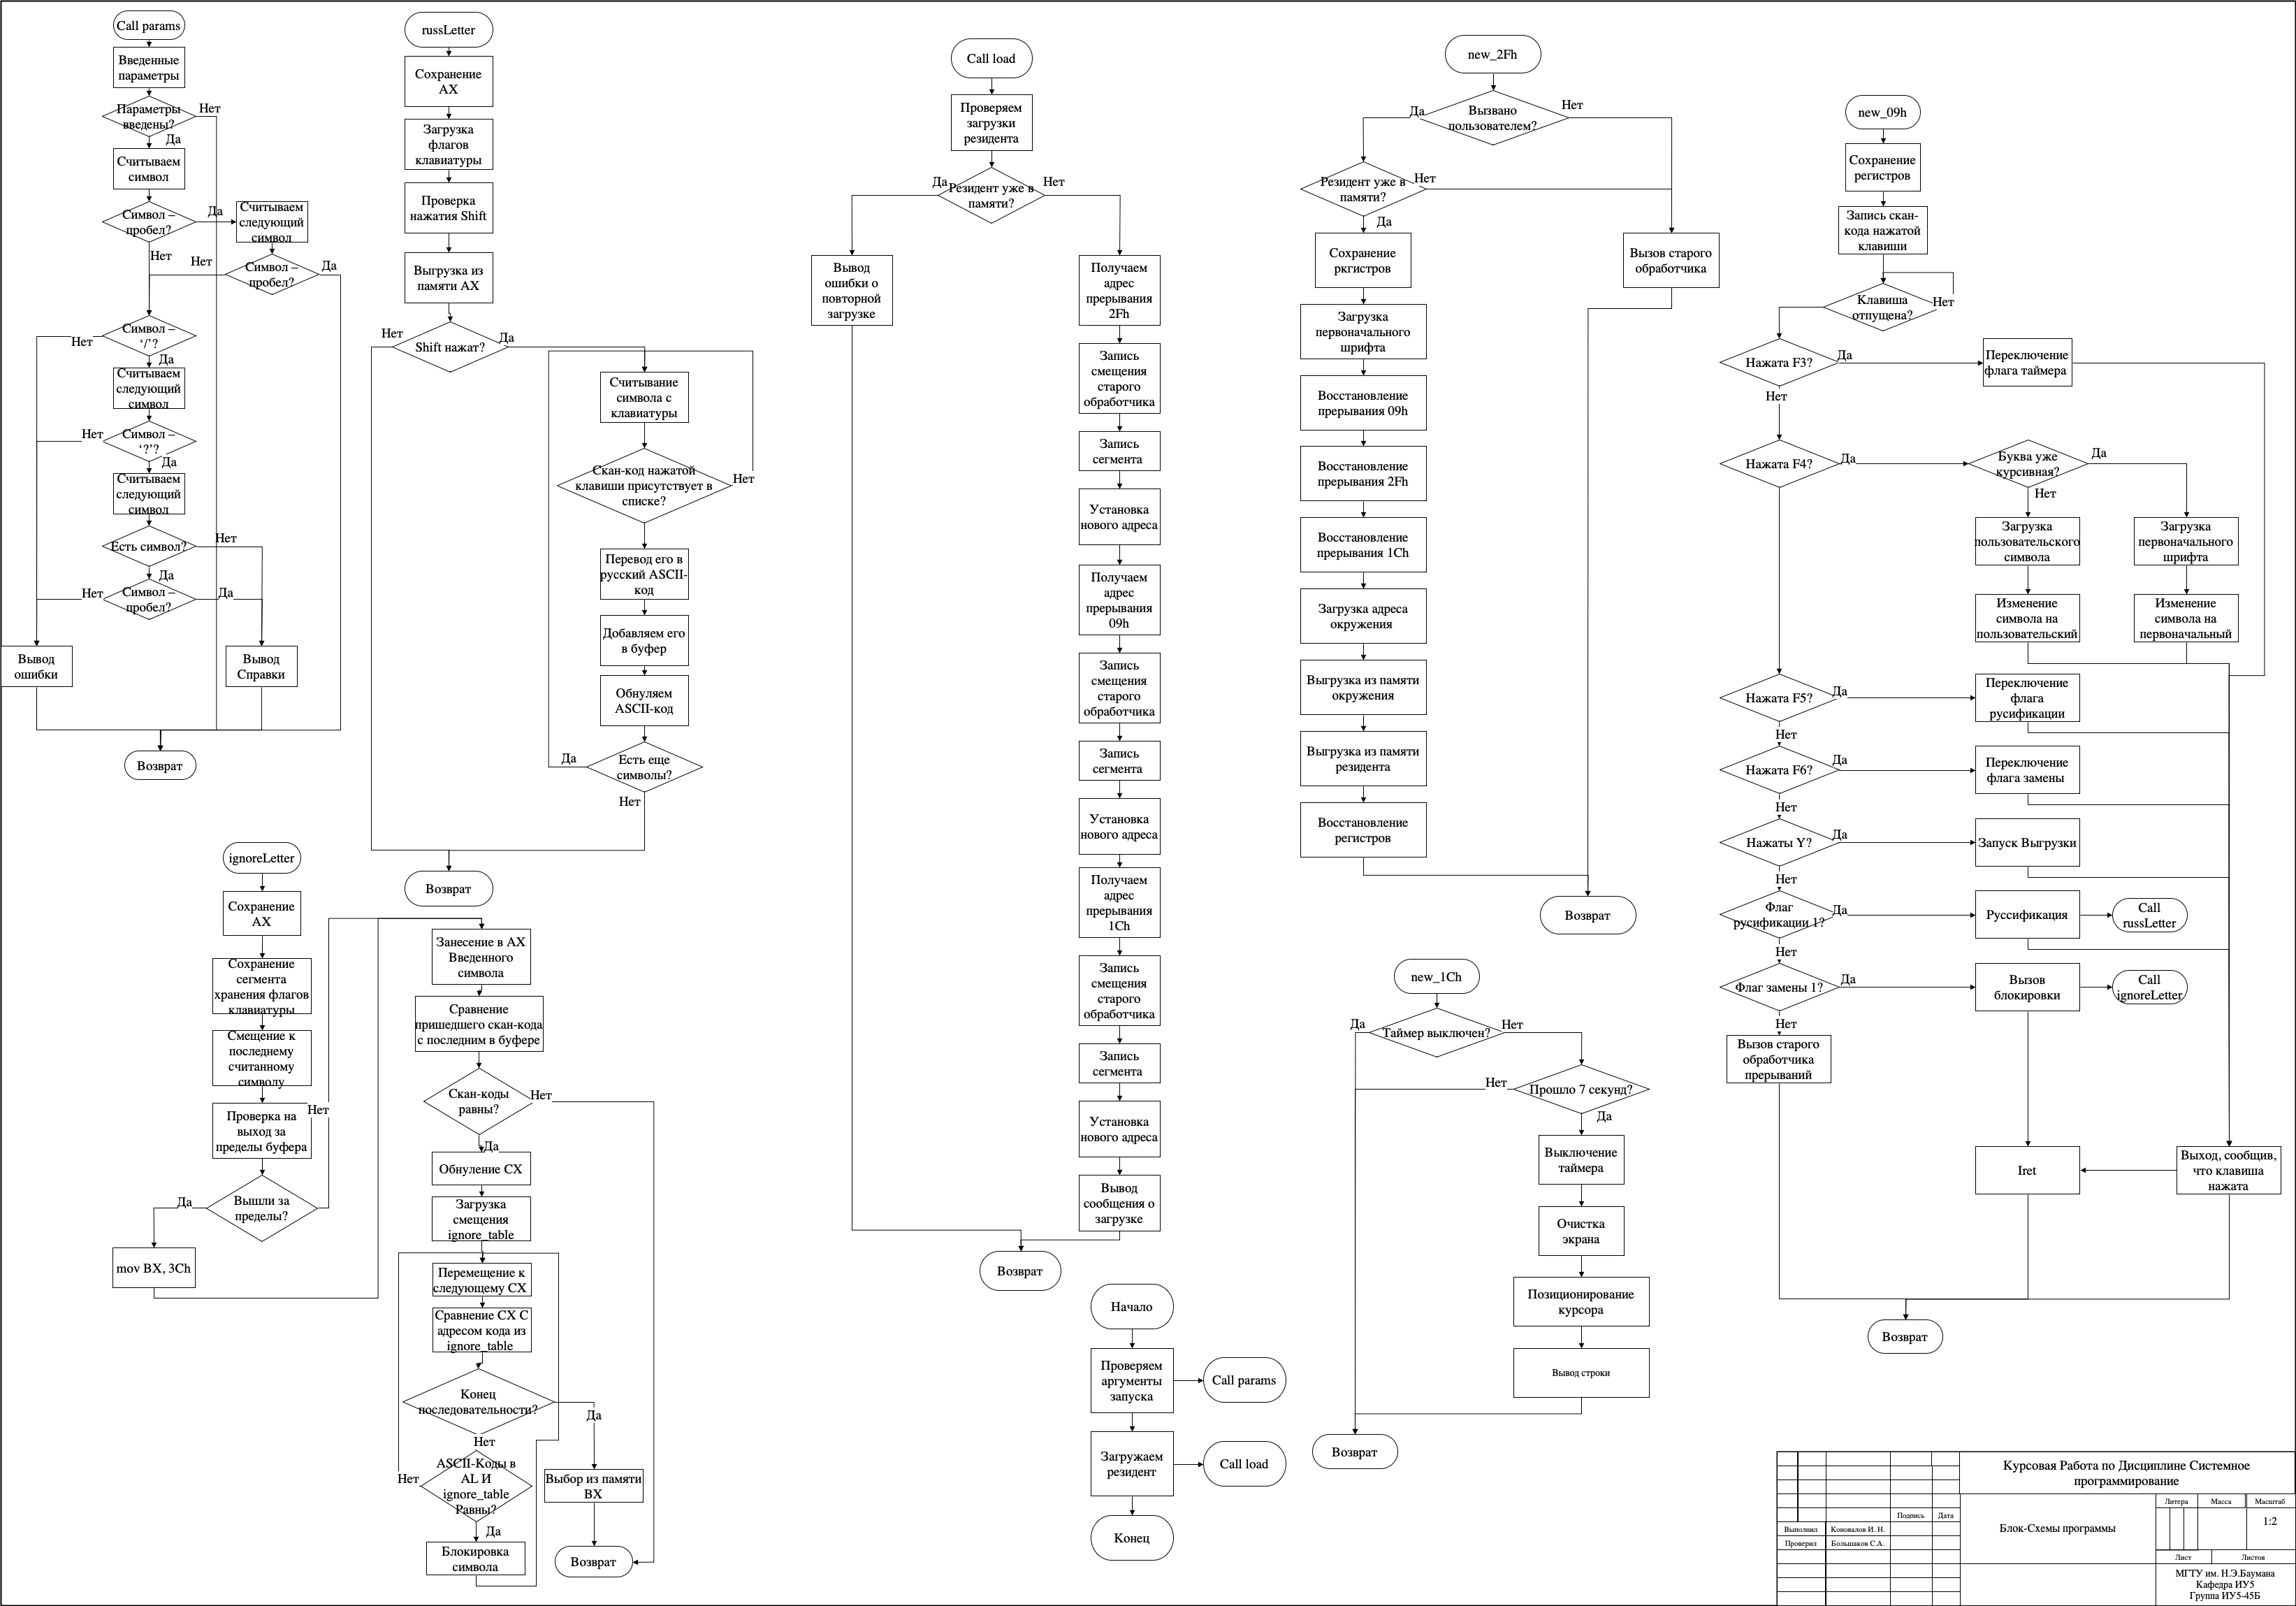 Call params
Введенные
параметры
Параметры
введены?
Нет
Да
Считываем
символ
Символ –
пробел?
Да
Считываем
следующий
символ
Нет
Нет
Символ –
пробел?
Да
Символ –
‘/’?
Нет
Да
Считываем
следующий
символ
Нет
Символ –
‘?’?
Да
Считываем
следующий
символ
Есть символ?
Нет
Да
Нет
Символ –
пробел?
Да
Вывод
ошибки
Вывод
Справки
Возврат
russLetter
Сохранение
AX
Загрузка
флагов
клавиатуры
Проверка
нажатия Shift
Выгрузка из
памяти AX
Нет
Shift нажат?
Да
Считывание
символа с
клавиатуры
Скан-код нажатой
клавиши присутствует в
списке?
Нет
Перевод его в
русский ASCII-
код
Добавляем его
в буфер
Обнуляем
ASCII-код
Да
Есть еще
символы?
Нет
Возврат
ignoreLetter
Сохранение
AX
Сохранение
сегмента
хранения флагов
клавиатуры
Смещение к
последнему
считанному
символу
Проверка на
выход за
пределы буфера
Нет
Да
Вышли за
пределы?
mov BX, 3Ch
Занесение в AX
Введенного
символа
Сравнение
пришедшего скан-кода
с последним в буфере
Скан-коды
равны?
Нет
Да
Обнуление CX
Загрузка
смещения
ignore_table
Перемещение к
следующему CX
Сравнение CX С
адресом кода из
ignore_table
Конец
последовательности?
Да
Нет
ASCII-Коды в
AL И
ignore_table
Равны?
Нет
Да
Выбор из памяти
BX
Блокировка
символа
Возврат
Call load
Проверяем
загрузки
резидента
Да
Резидент уже в
памяти?
Нет
Вывод
ошибки о
повторной
загрузке
Получаем
адрес
прерывания
2Fh
Запись
смещения
старого
обработчика
Запись
сегмента
Установка
нового адреса
Получаем
адрес
прерывания
09h
Запись
смещения
старого
обработчика
Запись
сегмента
Установка
нового адреса
Получаем
адрес
прерывания
1Ch
Запись
смещения
старого
обработчика
Запись
сегмента
Установка
нового адреса
Вывод
сообщения о
загрузке
Возврат
Начало
Проверяем
аргументы
запуска
Call params
Загружаем
резидент
Call load
Конец
new_2Fh
Да
Вызвано
пользователем?
Нет
Резидент уже в
памяти?
Нет
Да
Сохранение
ркгистров
Вызов старого
обработчика
Загрузка
первоначального
шрифта
Восстановление
прерывания 09h
Восстановление
прерывания 2Fh
Восстановление
прерывания 1Ch
Загрузка адреса
окружения
Выгрузка из памяти
окружения
Выгрузка из памяти
резидента
Восстановление
регистров
Возврат
new_1Ch
Да
Таймер выключен?
Нет
Нет
Прошло 7 секунд?
Да
Выключение
таймера
Очистка
экрана
Позиционирование
курсора
Вывод строки
Возврат
new_09h
Сохранение
регистров
Запись скан-
кода нажатой
клавиши
Клавиша
отпущена?
Нет
Нажата F3?
Да
Переключение
флага таймера
Нет
Нажата F4?
Да
Буква уже
курсивная?
Да
Нет
Загрузка
пользовательского
символа
Загрузка
первоначального
шрифта
Изменение
символа на
пользовательский
Изменение
символа на
первоначальный
Нажата F5?
Да
Переключение
флага
русификации
Нет
Нажата F6?
Да
Переключение
флага замены
Нет
Нажаты Y?
Да
Запуск Выгрузки
Нет
Флаг
русификации 1?
Да
Руссификация
Call
russLetter
Нет
Флаг замены 1?
Да
Вызов
блокировки
Call
ignoreLetter
Нет
Вызов старого
обработчика
прерываний
Iret
Выход, сообщив,
что клавиша
нажата
Возврат
Курсовая Работа по Дисциплине Системное
программирование
Литера
Масса
Масштаб
Подпись
Дата
1:2
Выполнил
Коновалов И. Н.
Блок-Схемы программы
Проверил
Большаков С.А.
Лист
Листов
МГТУ им. Н.Э.Баумана
Кафедра ИУ5
Группа ИУ5-45Б